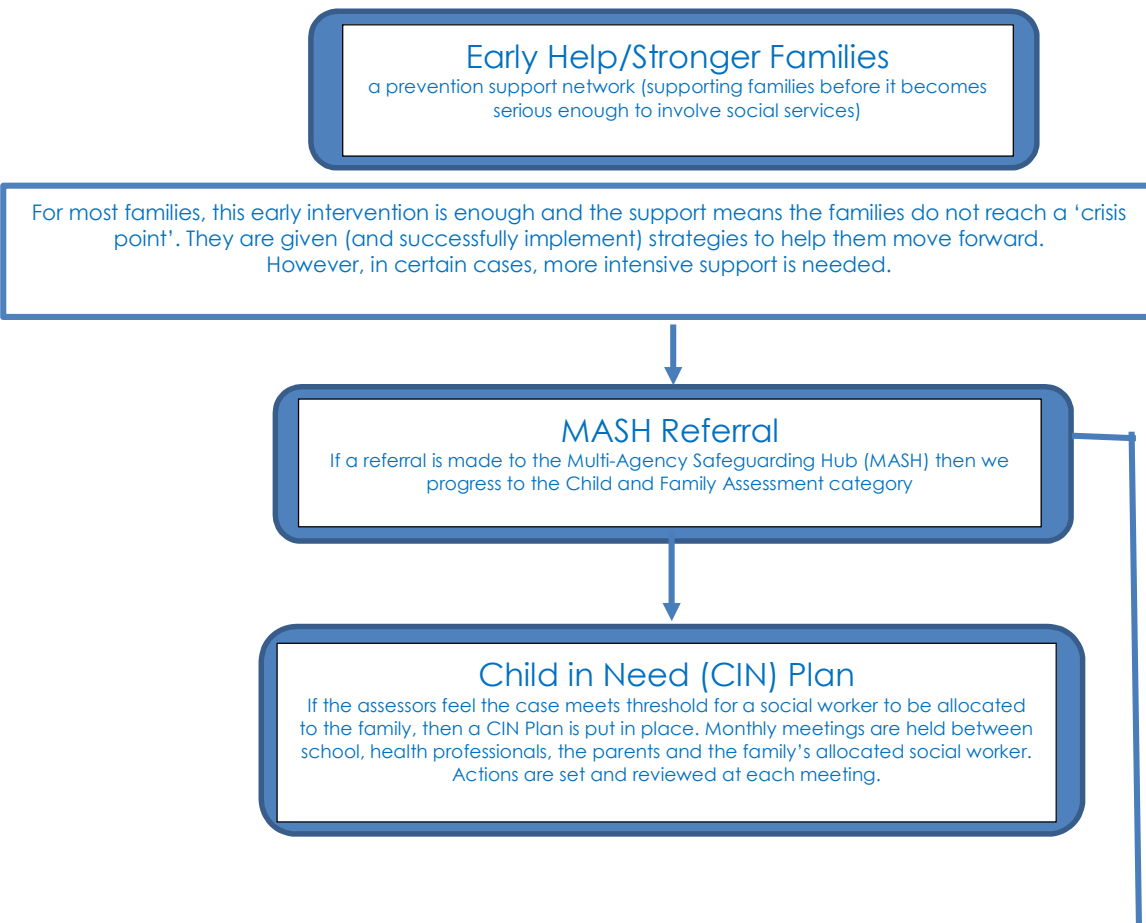 Early Help/Stronger Families
a prevention support network (supporting families before it becomes
serious enough to involve social services)
For most families, this early intervention is enough and the support means the families do not reach a ‘crisis
point’. They are given (and successfully implement) strategies to help them move forward.
However, in certain cases, more intensive support is needed.
MASH Referral
If a referral is made to the Multi-Agency Safeguarding Hub (MASH) then we
progress to the Child and Family Assessment category
Child in Need (CIN) Plan
If the assessors feel the case meets threshold for a social worker to be allocated
to the family, then a CIN Plan is put in place. Monthly meetings are held between
school, health professionals, the parents and the family’s allocated social worker.
Actions are set and reviewed at each meeting.